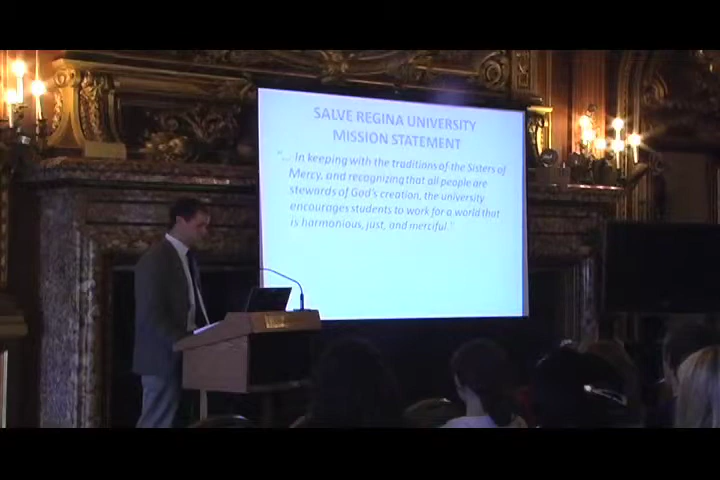 SALVE REGINA UNIVERSITY
MISSION STATEMENT
"... In keeping with the traditions of the Sisters of
Mercy, and recognizing that all people are
stewards of God's creation, the university
encourages students to work for a world that
is harmonious, just, and merciful."